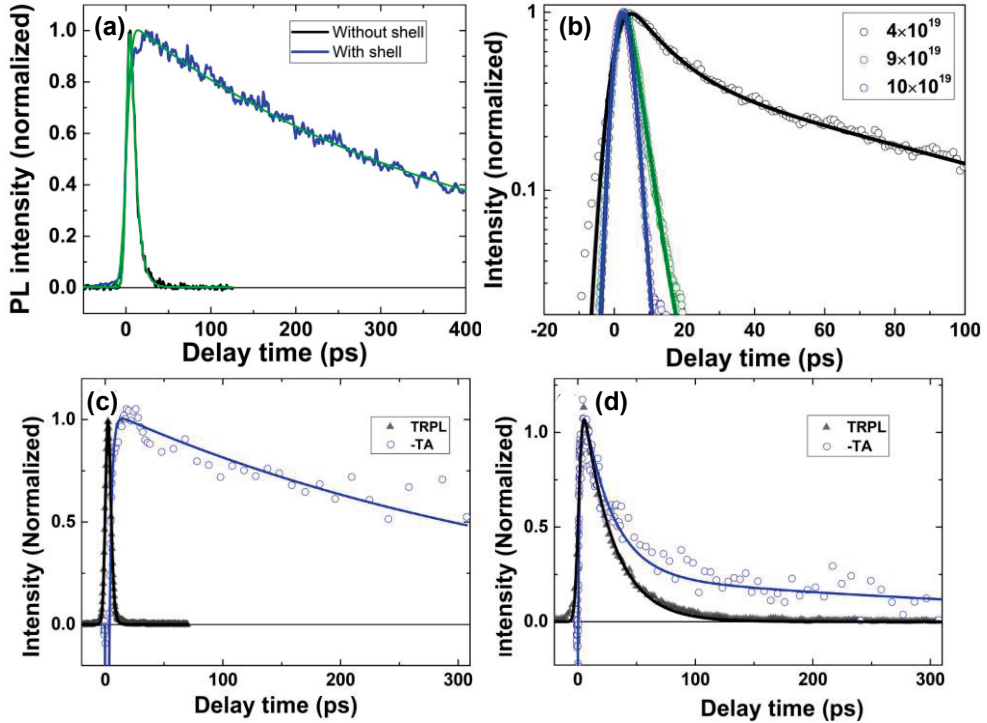 (a)
Without shell
With shell
PL intensity (normalized)
1.0
0.8
0.6
0.4
0.2
0.0
0 100 200 300 400
Delay time (ps)
(b)
4×10¹⁹
9×10¹⁹
10×10¹⁹
Intensity (normalized)
1
0.1
-20 0 20 40 60 80 100
Delay time (ps)
(c)
TRPL
-TA
Intensity (Normalized)
1.0
0.5
0.0
0 100 200 300
Delay time (ps)
(d)
TRPL
-TA
Intensity (Normalized)
1.0
0.5
0.0
0 100 200 300
Delay time (ps)